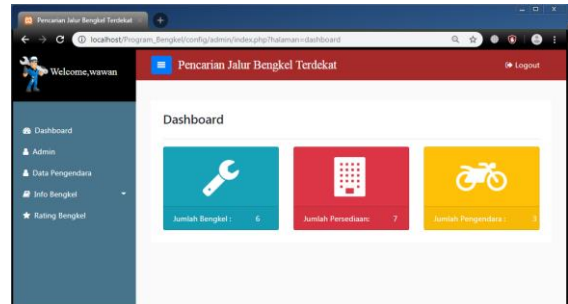 Pencarian Jalur Bengkel Terdekat
localhost/Program_Bengkel/config/admin/index.php?halaman=dashboard
Welcome,wawan
Pencarian Jalur Bengkel Terdekat
Logout
Dashboard
Admin
Data Pengendara
Info Bengkel
Rating Bengkel
Dashboard
Jumlah Bengkel : 6
Jumlah Persediaan: 7
Jumlah Pengendara : 3